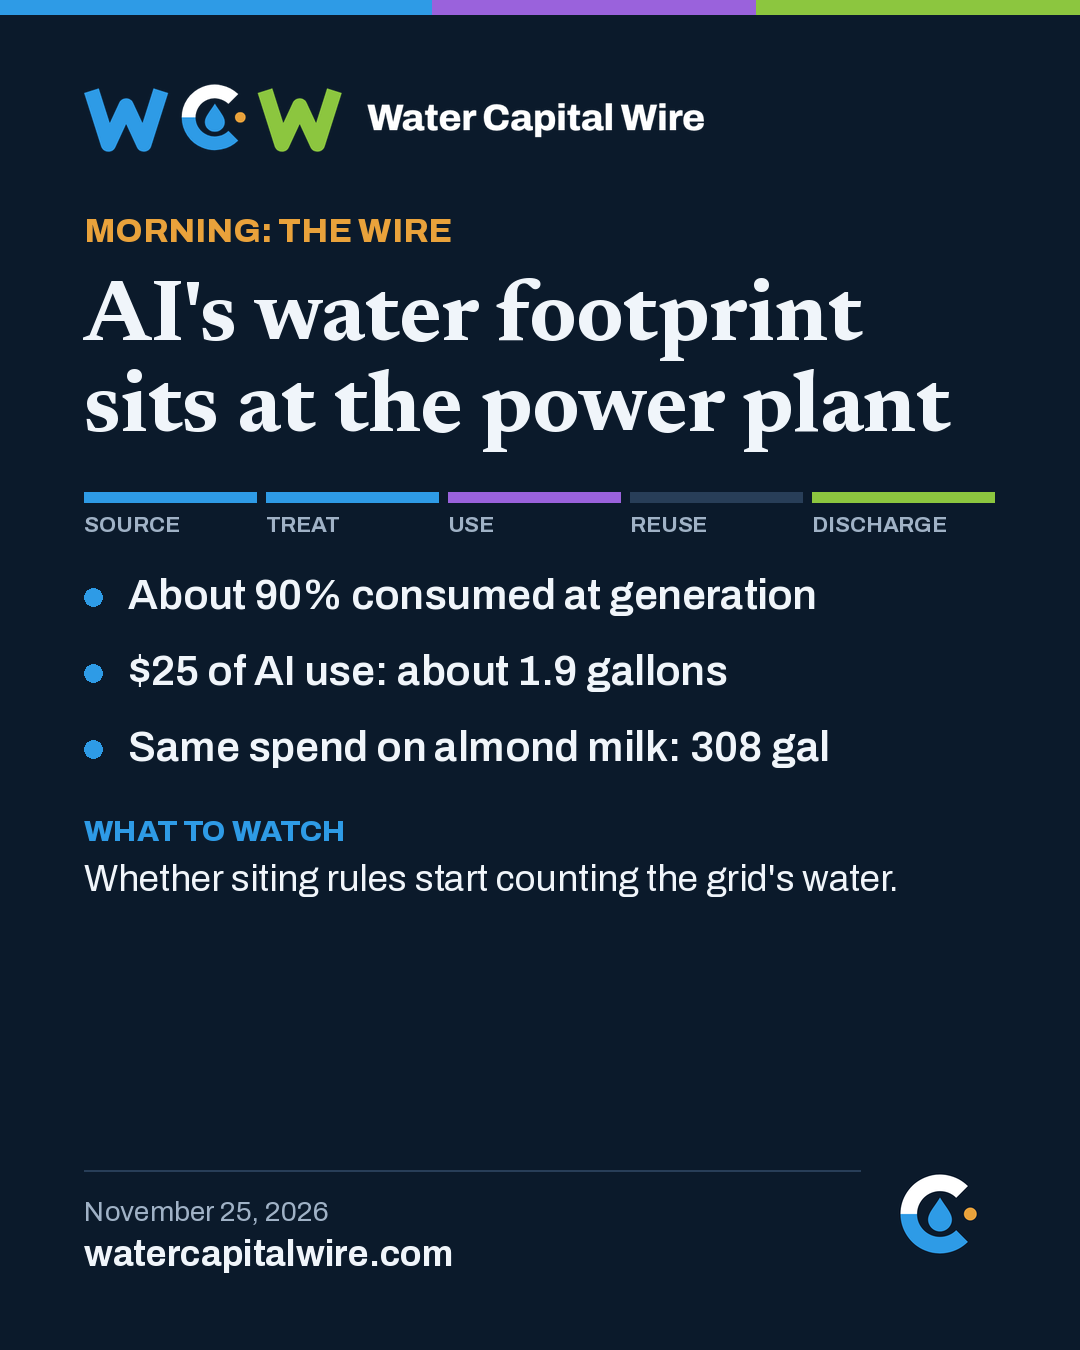 WCW Water Capital Wire
MORNING: THE WIRE
AI's water footprint
sits at the power plant
SOURCE TREAT USE REUSE DISCHARGE
About 90% consumed at generation
$25 of AI use: about 1.9 gallons
Same spend on almond milk: 308 gal
WHAT TO WATCH
Whether siting rules start counting the grid's water.
November 25, 2026
watercapitalwire.com